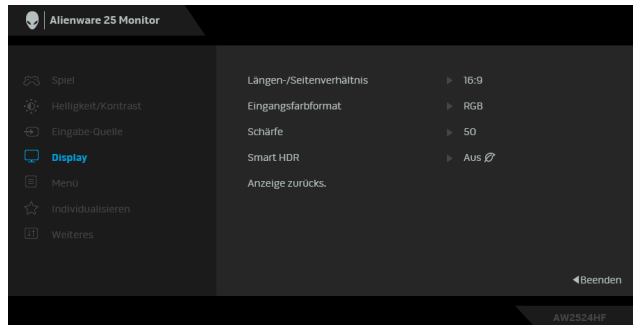 Alienware 25 Monitor
Spiel
Helligkeit/Kontrast
Eingabe-Quelle
Display
Menü
Individualisieren
Weiteres
Längen-/Seitenverhältnis 16:9
Eingangsfarbformat RGB
Schärfe 50
Smart HDR Aus
Anzeige zurücks.
Beenden
AW2524HF